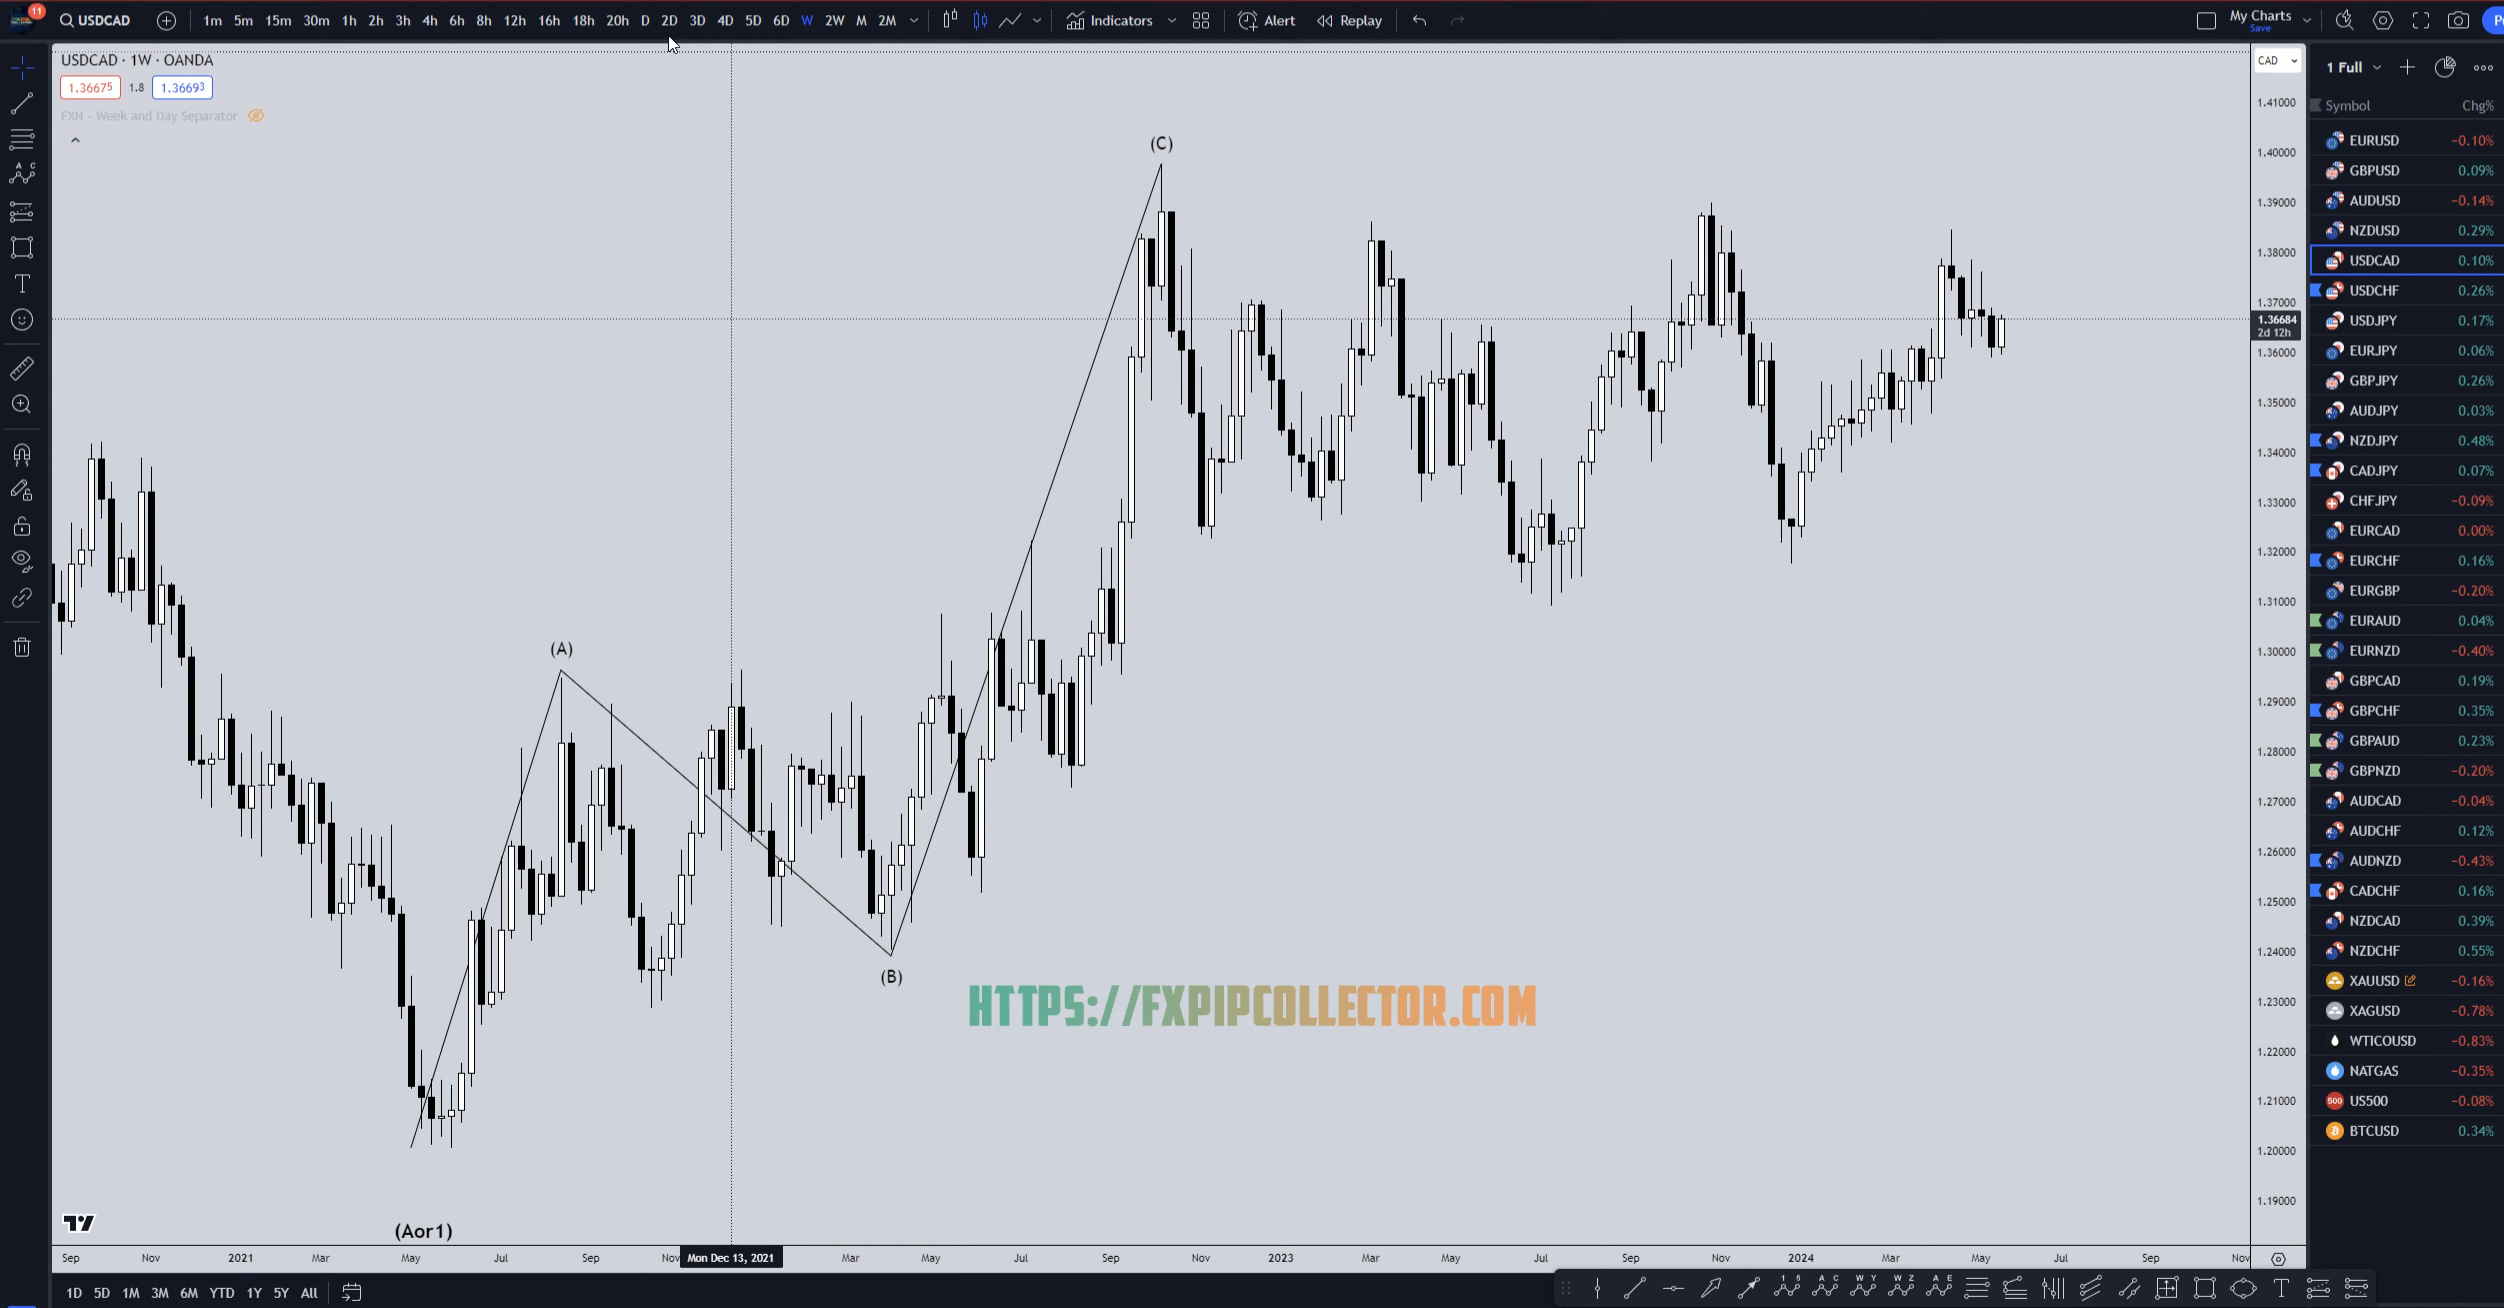 11
USDCAD
1m 5m 15m 30m 1h 2h 3h 4h 6h 8h 12h 16h 18h 20h D 2D 3D 4D 5D 6D W 2W M 2M
Indicators
Alert
Replay
My Charts
Save
USDCAD · 1W · OANDA
1.36675 1.8 1.36693
FXN - Week and Day Separator
CAD
1.41000
1.40000
1.39000
1.38000
1.37000
1.36684
2d 12h
1.36000
1.35000
1.34000
1.33000
1.32000
1.31000
1.30000
1.29000
1.28000
1.27000
1.26000
1.25000
1.24000
1.23000
1.22000
1.21000
1.20000
1.19000
(C)
(A)
(B)
HTTPS://FXPIPCOLLECTOR.COM
(Aor1)
Sep Nov 2021 Mar May Jul Sep Nov Mon Dec 13, 2021 Mar May Jul Sep Nov 2023 Mar May Jul Sep Nov 2024 Mar May Jul Sep Nov
1D 5D 1M 3M 6M YTD 1Y 5Y All
1 Full
Symbol Chg%
EURUSD −0.10%
GBPUSD 0.09%
AUDUSD −0.14%
NZDUSD 0.29%
USDCAD 0.10%
USDCHF 0.26%
USDJPY 0.17%
EURJPY 0.06%
GBPJPY 0.26%
AUDJPY 0.03%
NZDJPY 0.48%
CADJPY 0.07%
CHFJPY −0.09%
EURCAD 0.00%
EURCHF 0.16%
EURGBP −0.20%
EURAUD 0.04%
EURNZD −0.40%
GBPCAD 0.19%
GBPCHF 0.35%
GBPAUD 0.23%
GBPNZD −0.20%
AUDCAD −0.04%
AUDCHF 0.12%
AUDNZD −0.43%
CADCHF 0.16%
NZDCAD 0.39%
NZDCHF 0.55%
XAUUSD −0.16%
XAGUSD −0.78%
WTICOUSD −0.83%
NATGAS −0.35%
500 US500 −0.08%
BTCUSD 0.34%